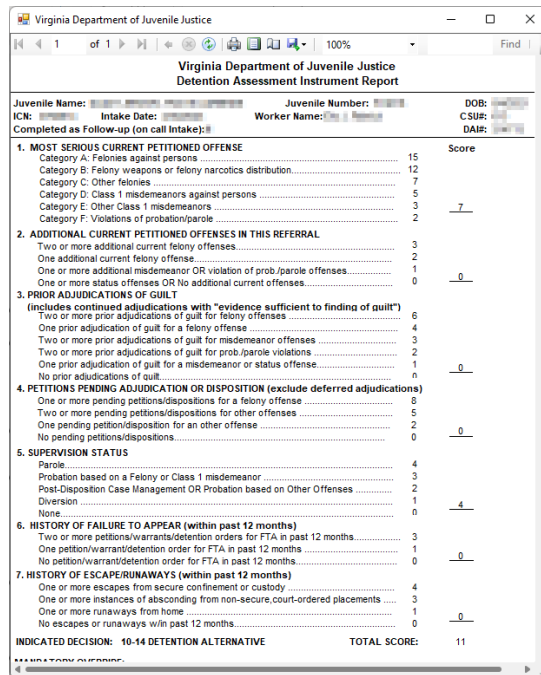 Virginia Department of Juvenile Justice
1 of 1 100% Find
Virginia Department of Juvenile Justice
Detention Assessment Instrument Report
Juvenile Name: Juvenile Number: DOB:
ICN: Intake Date: Worker Name: CSU#:
Completed as Follow-up (on call Intake): DAI#:
1. MOST SERIOUS CURRENT PETITIONED OFFENSE Score
Category A: Felonies against persons 15
Category B: Felony weapons or felony narcotics distribution 12
Category C: Other felonies 7
Category D: Class 1 misdemeanors against persons 5
Category E: Other Class 1 misdemeanors 3 7
Category F: Violations of probation/parole 2
2. ADDITIONAL CURRENT PETITIONED OFFENSES IN THIS REFERRAL
Two or more additional current felony offenses 3
One additional current felony offense 2
One or more additional misdemeanor OR violation of prob./parole offenses 1
One or more status offenses OR No additional current offenses 0 0
3. PRIOR ADJUDICATIONS OF GUILT
(includes continued adjudications with "evidence sufficient to finding of guilt")
Two or more prior adjudications of guilt for felony offenses 6
One prior adjudication of guilt for a felony offense 4
Two or more prior adjudications of guilt for misdemeanor offenses 3
Two or more prior adjudications of guilt for prob./parole violations 2
One prior adjudication of guilt for a misdemeanor or status offense 1 0
No prior adjudications of guilt 0
4. PETITIONS PENDING ADJUDICATION OR DISPOSITION (exclude deferred adjudications)
One or more pending petitions/dispositions for a felony offense 8
Two or more pending petitions/dispositions for other offenses 5
One pending petition/disposition for an other offense 2
No pending petitions/dispositions 0 0
5. SUPERVISION STATUS
Parole 4
Probation based on a Felony or Class 1 misdemeanor 3
Post-Disposition Case Management OR Probation based on Other Offenses 2
Diversion 1
None 0 4
6. HISTORY OF FAILURE TO APPEAR (within past 12 months)
Two or more petitions/warrants/detention orders for FTA in past 12 months 3
One petition/warrant/detention order for FTA in past 12 months 1
No petition/warrant/detention order for FTA in past 12 months 0 0
7. HISTORY OF ESCAPE/RUNAWAYS (within past 12 months)
One or more escapes from secure confinement or custody 4
One or more instances of absconding from non-secure,court-ordered placements 3
One or more runaways from home 1
No escapes or runaways w/in past 12 months 0 0
INDICATED DECISION: 10-14 DETENTION ALTERNATIVE TOTAL SCORE: 11
MANDATORY OVERRIDE: